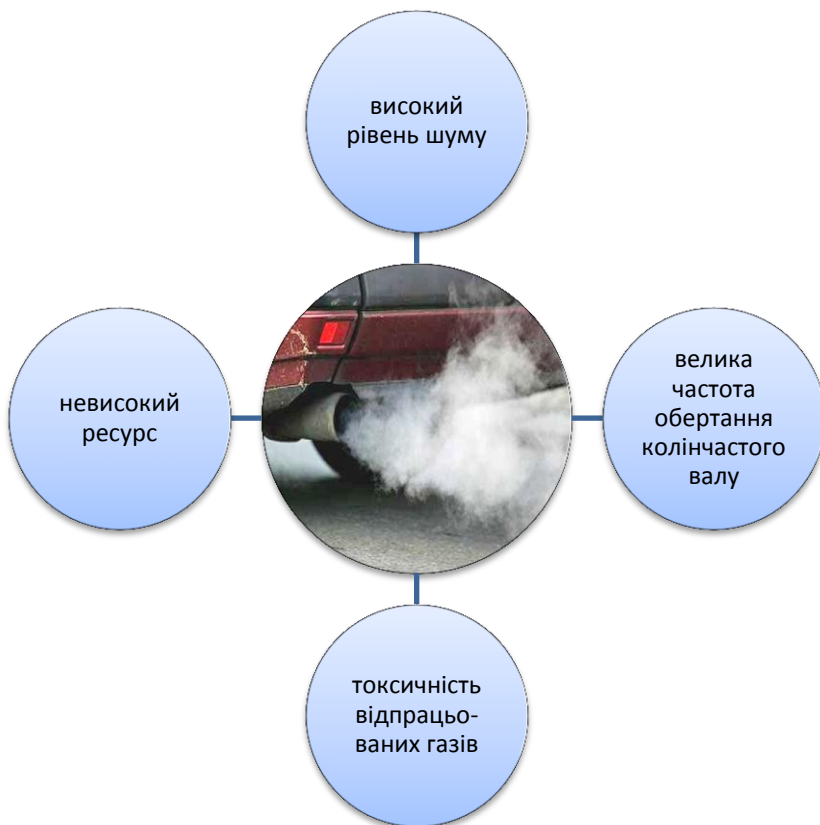 високий
рівень шуму
невисокий
ресурс
велика
частота
обертання
колінчастого
валу
токсичність
відпрацьо-
ваних газів